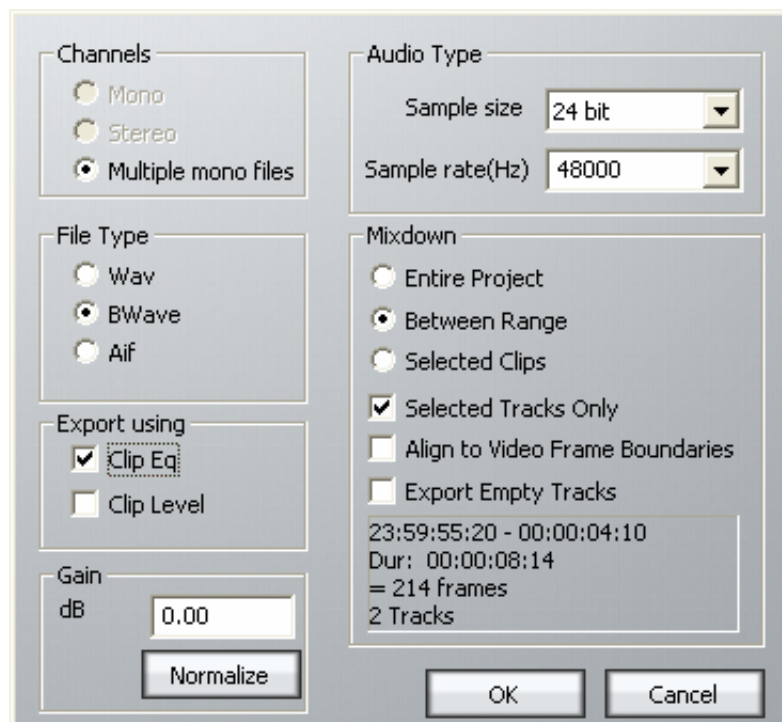 Channels
Mono
Stereo
Multiple mono files
File Type
Wav
BWave
Aif
Export using
Clip Eq
Clip Level
Gain
dB 0.00
Normalize
Audio Type
Sample size 24 bit
Sample rate(Hz) 48000
Mixdown
Entire Project
Between Range
Selected Clips
Selected Tracks Only
Align to Video Frame Boundaries
Export Empty Tracks
23:59:55:20 - 00:00:04:10
Dur: 00:00:08:14
= 214 frames
2 Tracks
OK Cancel